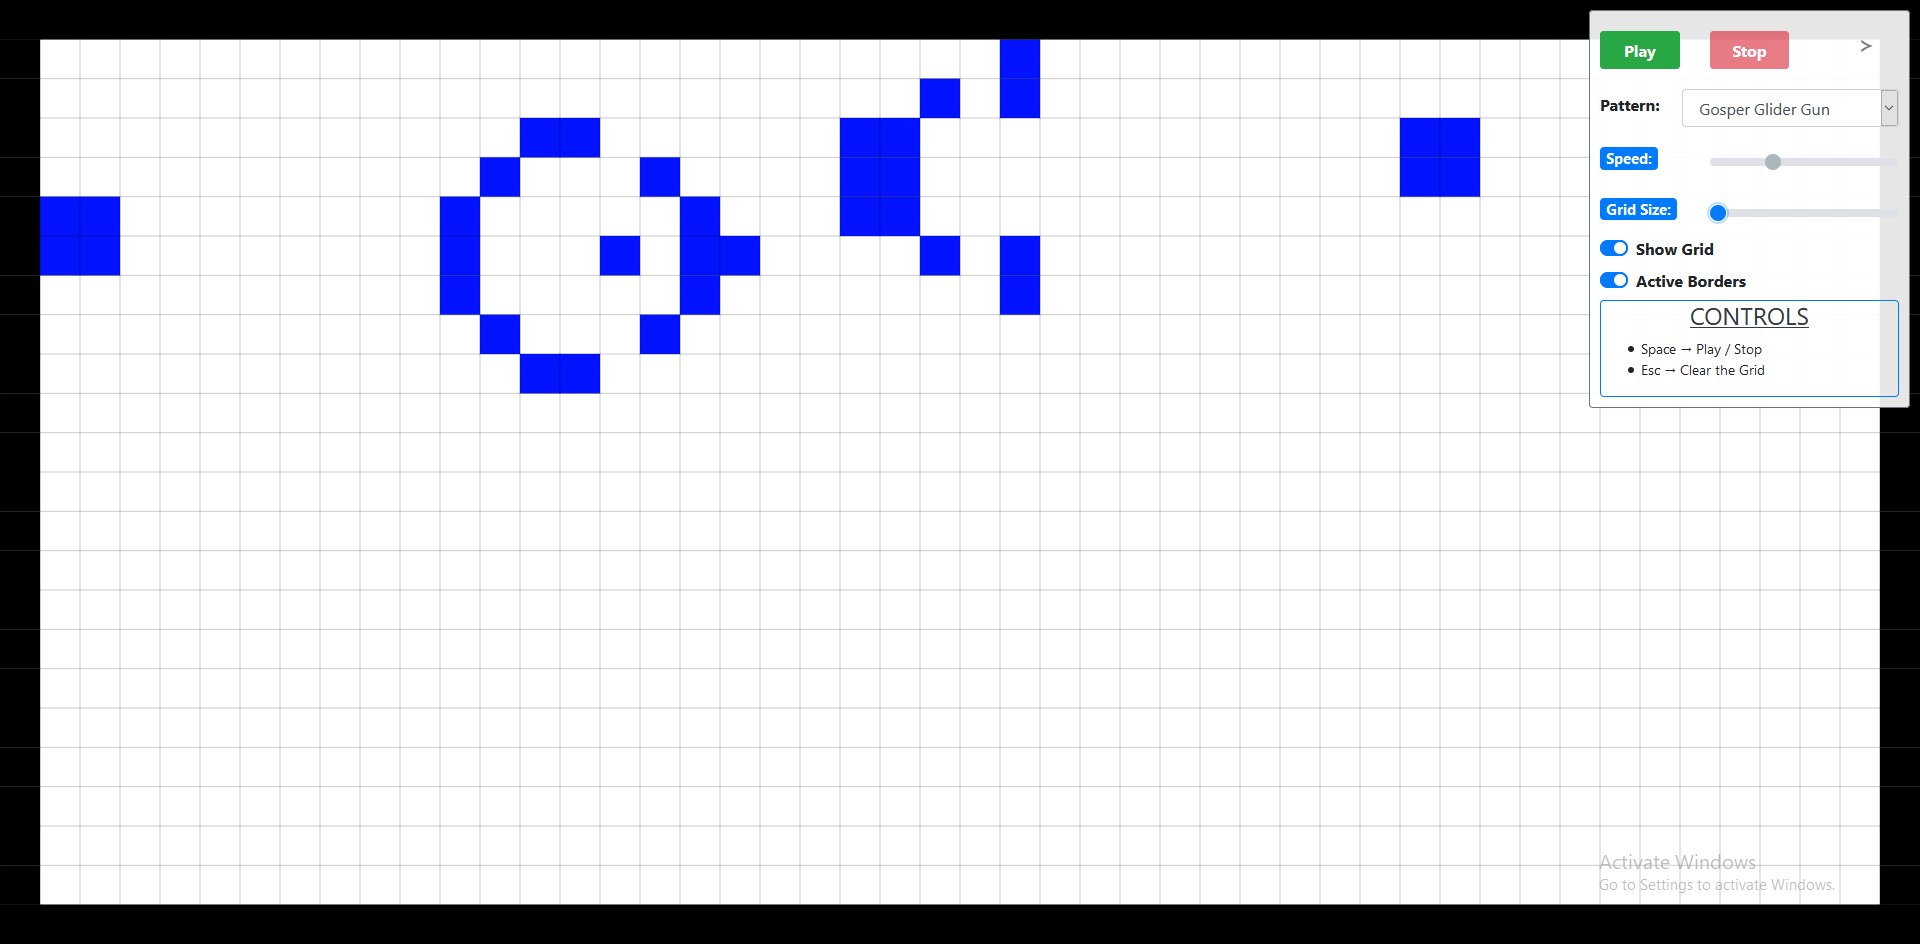 Play Stop >
Pattern: Gosper Glider Gun
Speed:
Grid Size:
Show Grid
Active Borders
CONTROLS
• Space → Play / Stop
• Esc → Clear the Grid
Activate Windows
Go to Settings to activate Windows.